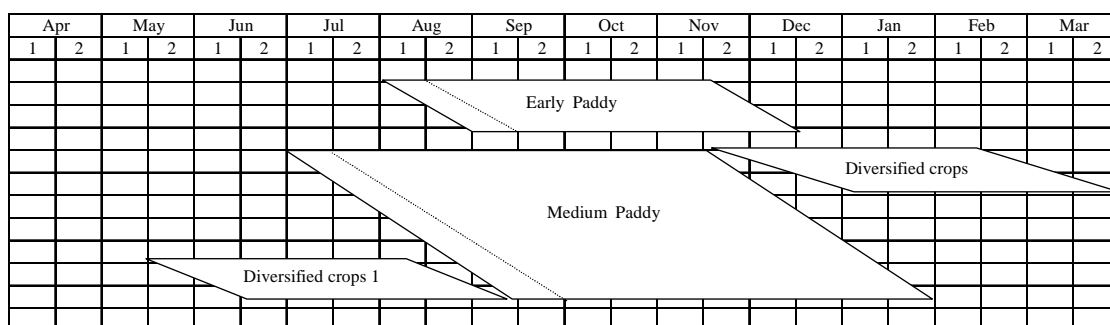 Apr May Jun Jul Aug Sep Oct Nov Dec Jan Feb Mar
1 2 1 2 1 2 1 2 1 2 1 2 1 2 1 2 1 2 1 2 1 2 1 2
Early Paddy
Diversified crops
Medium Paddy
Diversified crops 1